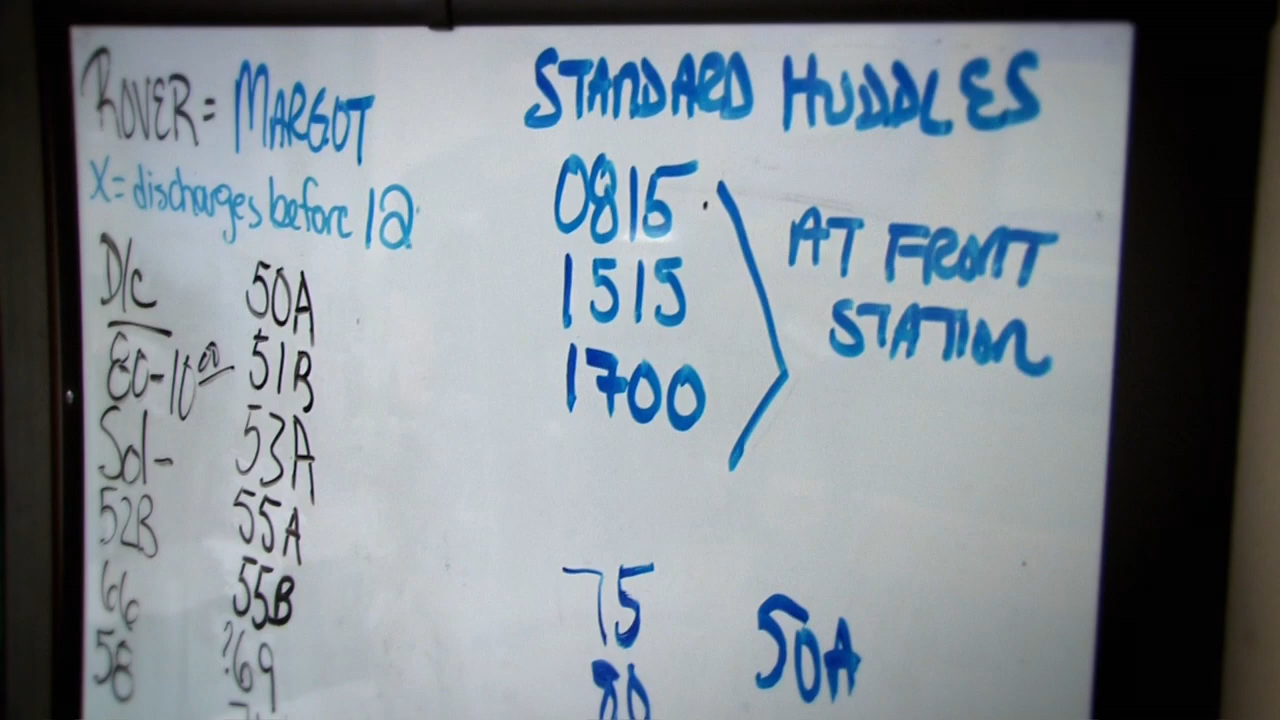 ROVER = MARGOT
X = discharges before 12
D/C
50A
51B
53A
52B
55A
66
55B
58
?69
STANDARD HUDDLES
0815
1515
1700
AT FRONT
STATION
75
50A
80